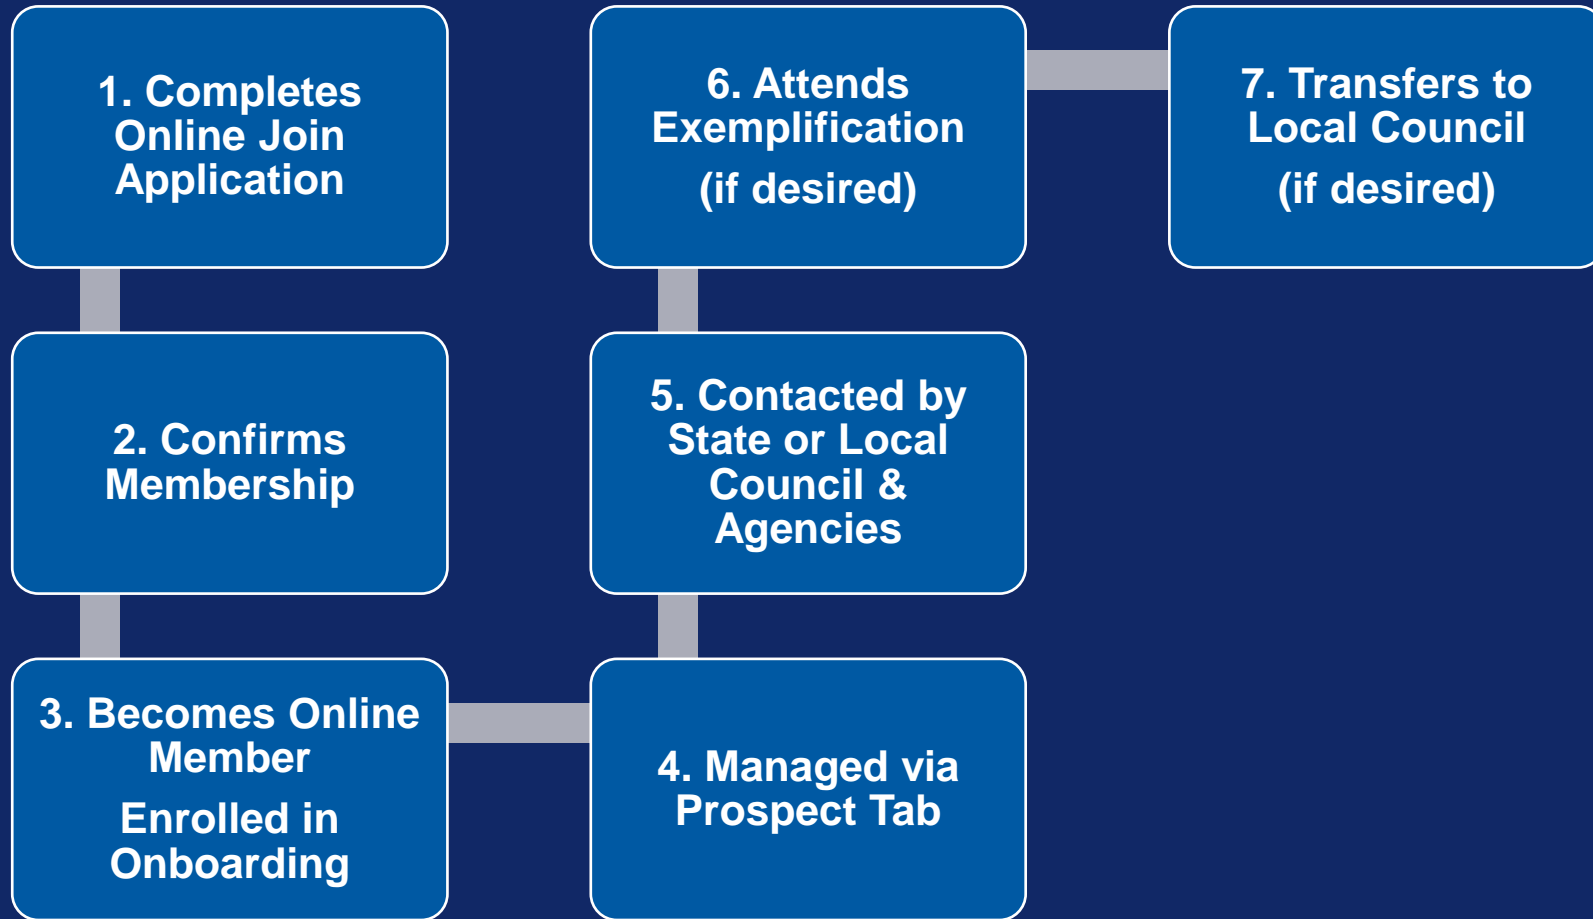 1. Completes
Online Join
Application
2. Confirms
Membership
3. Becomes Online
Member
Enrolled in
Onboarding
4. Managed via
Prospect Tab
5. Contacted by
State or Local
Council &
Agencies
6. Attends
Exemplification
(if desired)
7. Transfers to
Local Council
(if desired)